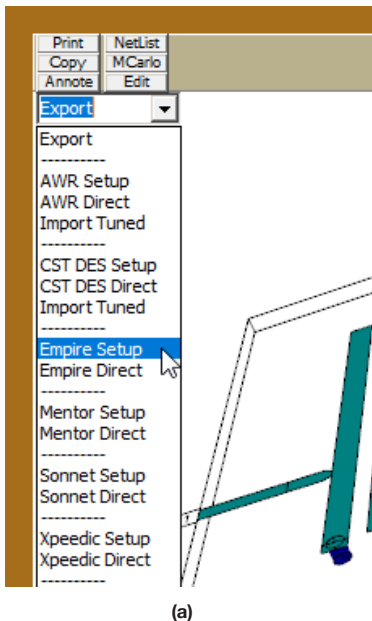 Print NetList
Copy MCarlo
Annote Edit
Export
Export
----------
AWR Setup
AWR Direct
Import Tuned
----------
CST DES Setup
CST DES Direct
Import Tuned
----------
Empire Setup
Empire Direct
----------
Mentor Setup
Mentor Direct
----------
Sonnet Setup
Sonnet Direct
----------
Xpeedic Setup
Xpeedic Direct
----------
(a)